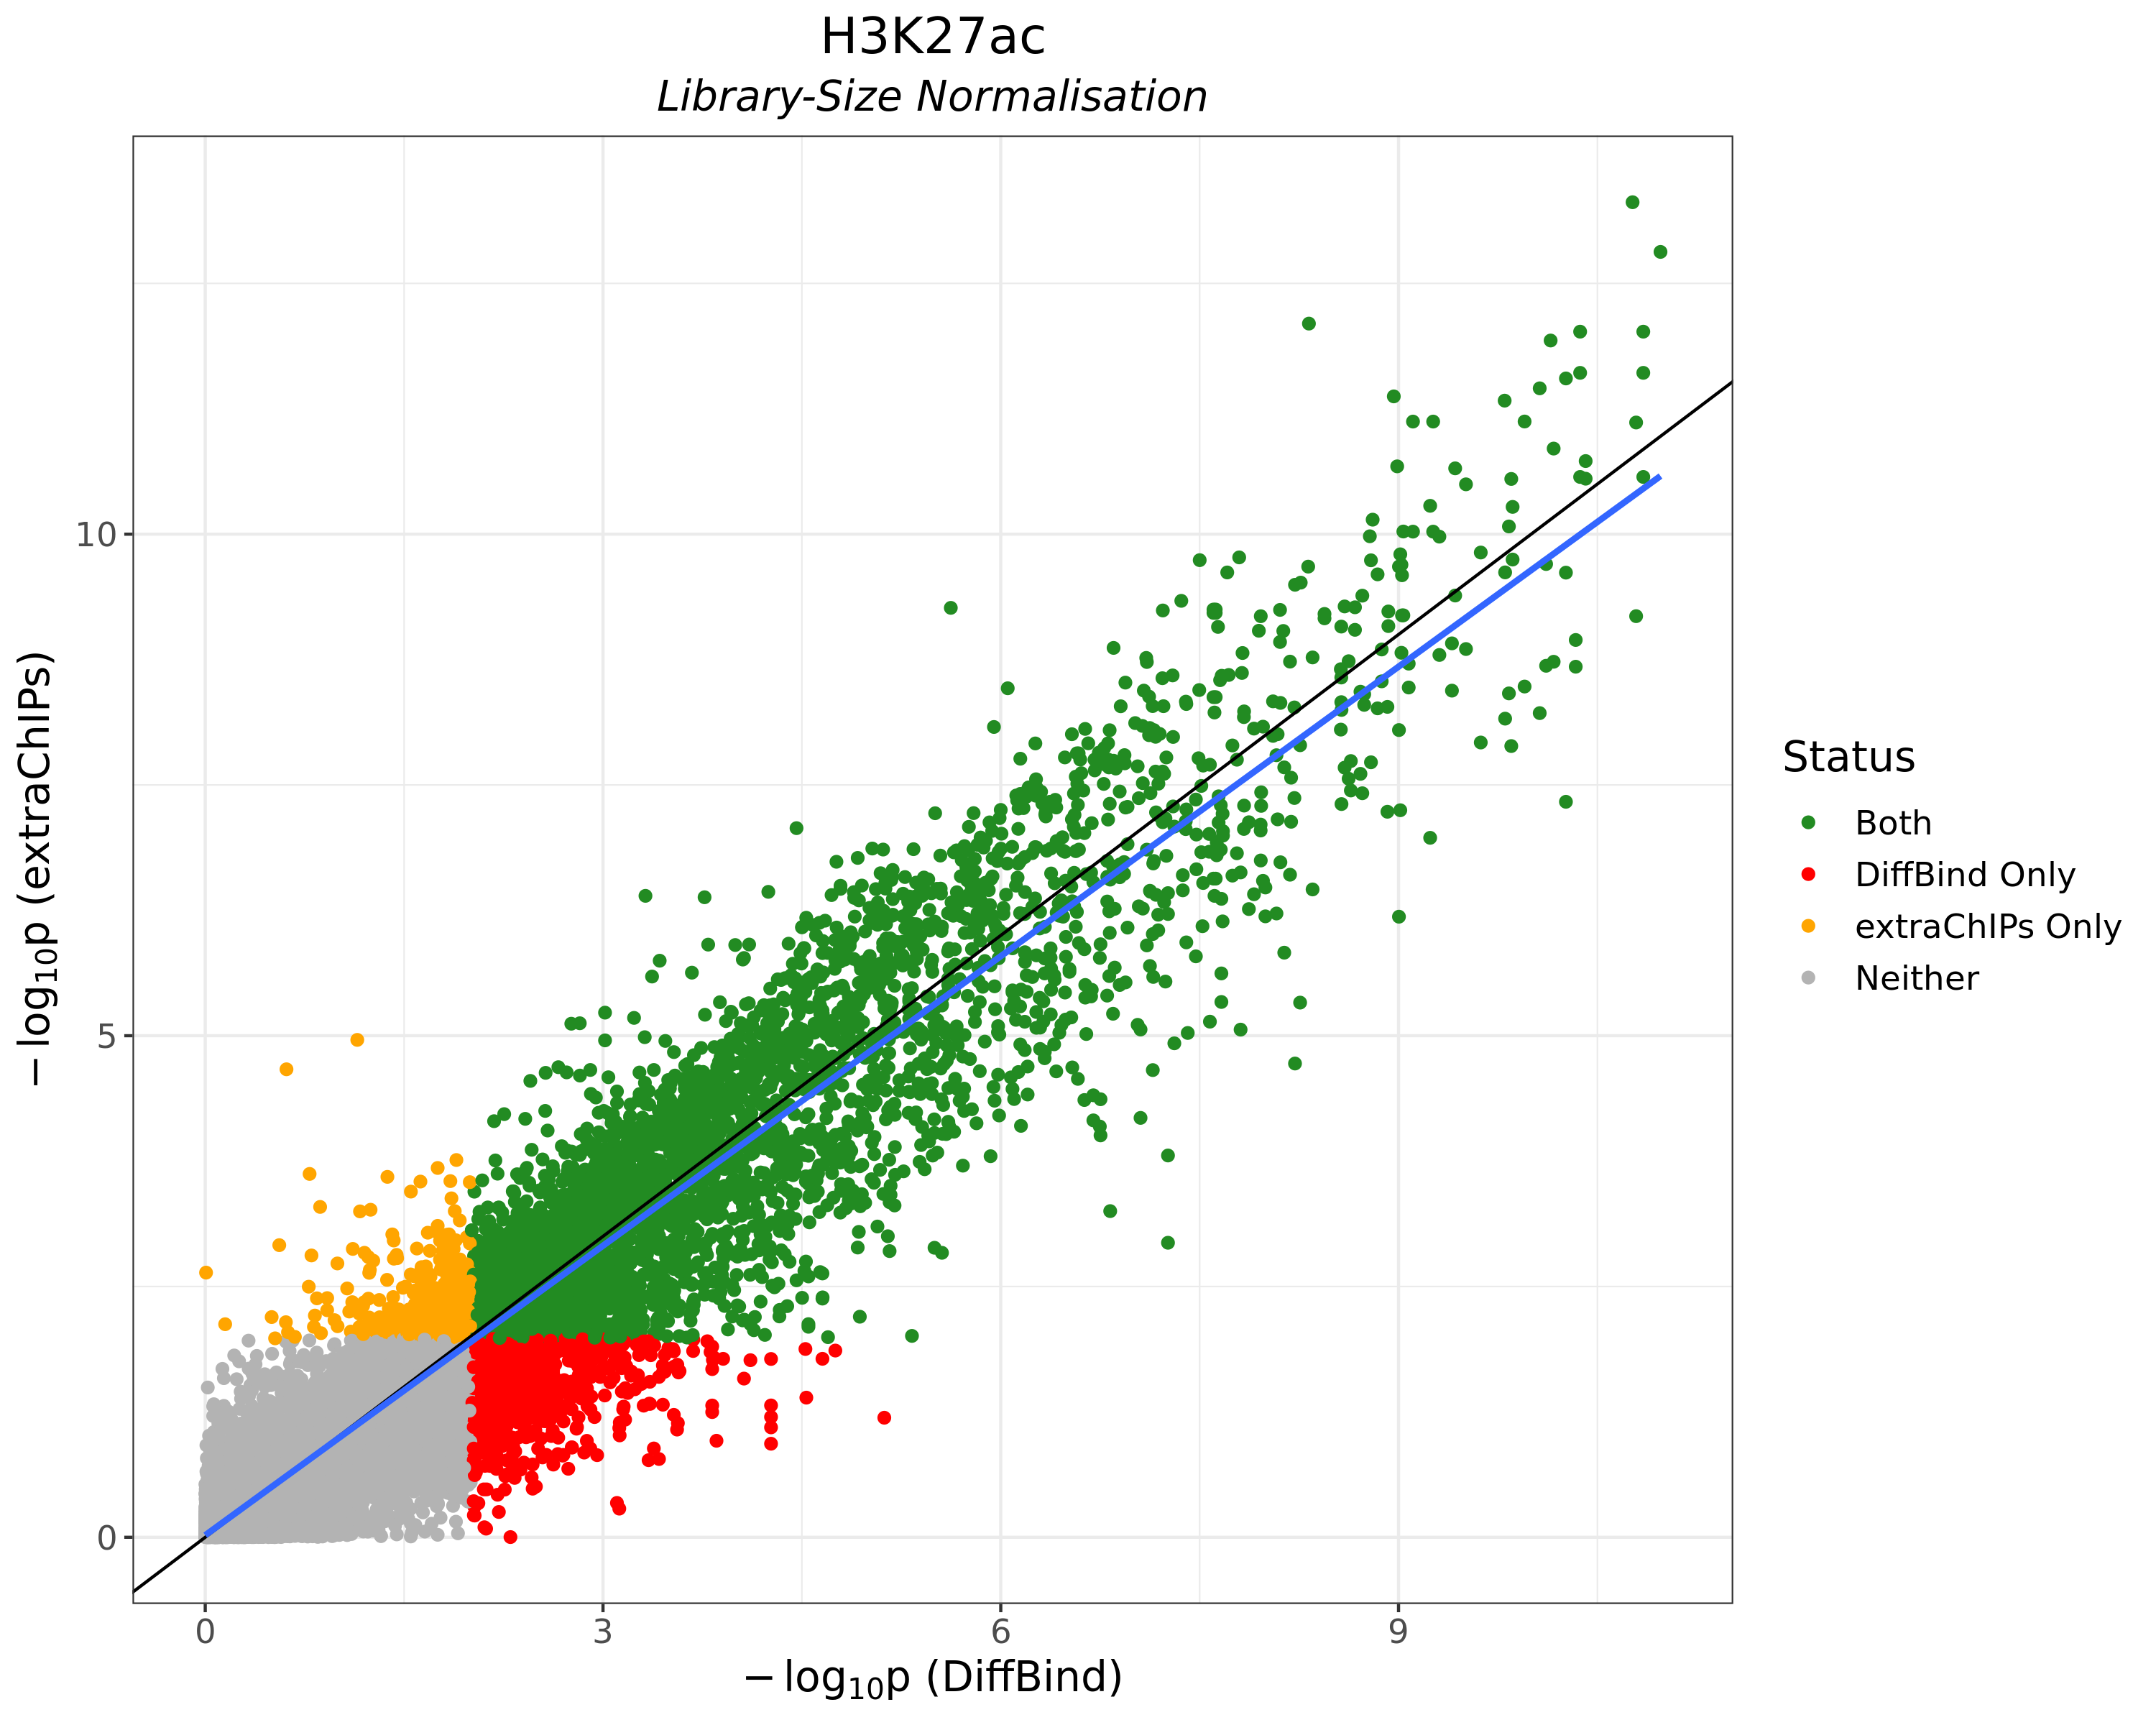 H3K27ac
Library-Size Normalisation
−log₁₀p (extraChIPs)
10
5
0
0 3 6 9
−log₁₀p (DiffBind)
Status
Both
DiffBind Only
extraChIPs Only
Neither